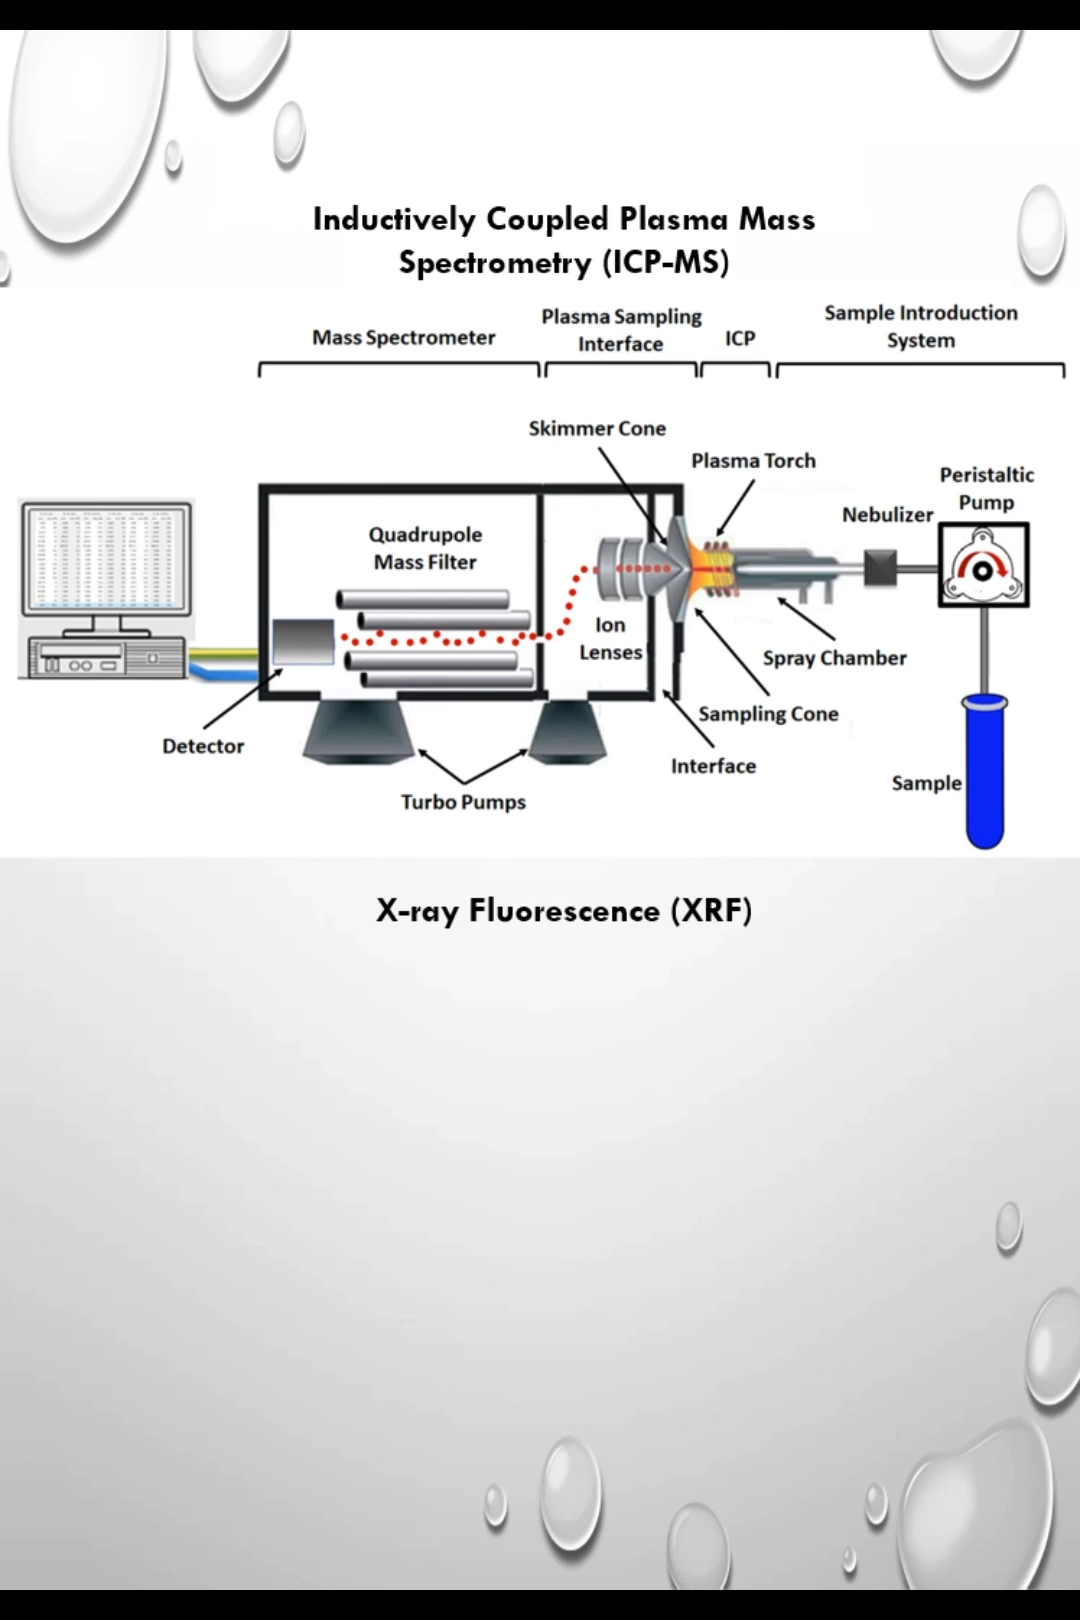 Inductively Coupled Plasma Mass
Spectrometry (ICP-MS)
Mass Spectrometer
Plasma Sampling
Interface
ICP
Sample Introduction
System
Skimmer Cone
Plasma Torch
Peristaltic
Pump
Nebulizer
Quadrupole
Mass Filter
Ion
Lenses
Spray Chamber
Sampling Cone
Detector
Interface
Sample
Turbo Pumps
X-ray Fluorescence (XRF)